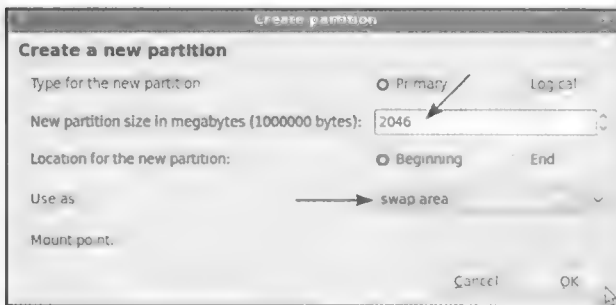 Create partition
Create a new partition
Type for the new partition Primary Logical
New partition size in megabytes (1000000 bytes): 2046
Location for the new partition: Beginning End
Use as swap area
Mount point.
Cancel OK